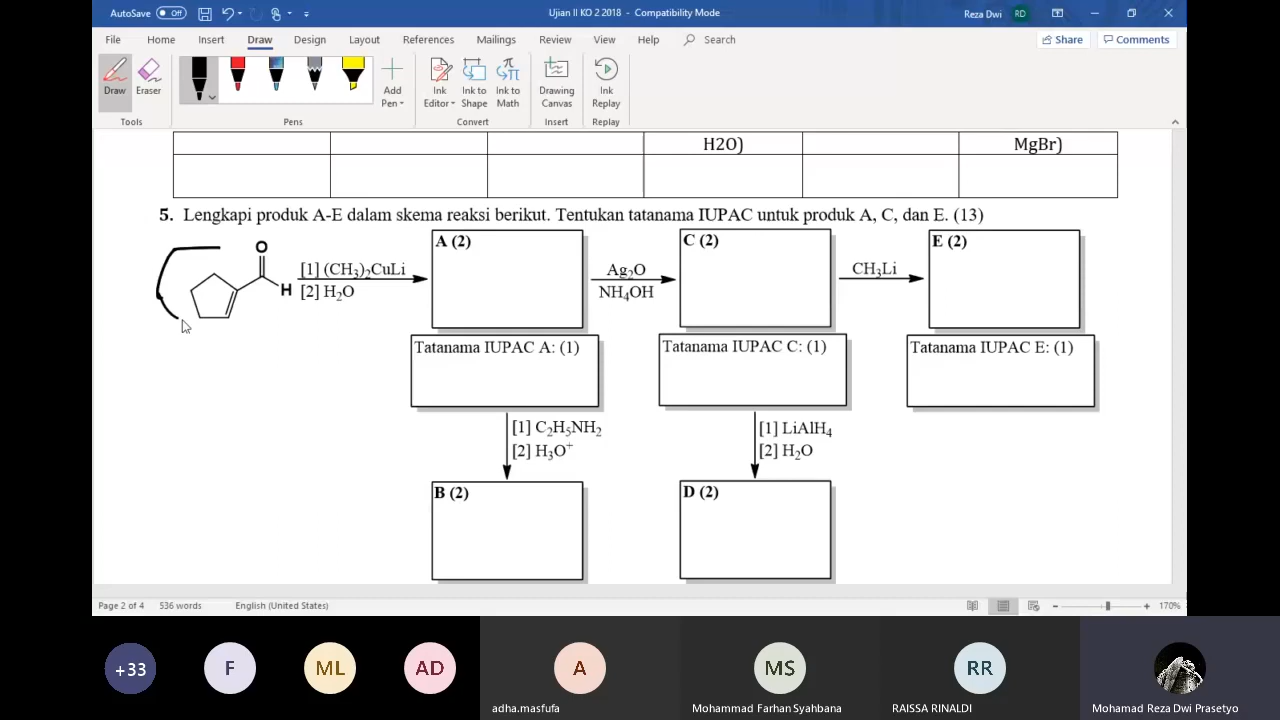 AutoSave Off
Ujian II KO 2 2018 - Compatibility Mode
Reza Dwi RD
File Home Insert Draw Design Layout References Mailings Review View Help Search Share Comments
Draw Eraser Add Pen Ink Editor Ink to Shape Ink to Math Drawing Canvas Ink Replay
Tools Pens Convert Insert Replay
H2O) MgBr)
5. Lengkapi produk A-E dalam skema reaksi berikut. Tentukan tatanama IUPAC untuk produk A, C, dan E. (13)
O
H
[1] (CH3)2CuLi
[2] H2O
A (2)
Ag2O
NH4OH
C (2)
CH3Li
E (2)
Tatanama IUPAC A: (1)
Tatanama IUPAC C: (1)
Tatanama IUPAC E: (1)
[1] C2H5NH2
[2] H3O+
[1] LiAlH4
[2] H2O
B (2)
D (2)
Page 2 of 4 536 words English (United States) 170%
+33 F ML AD A MS RR
adha.masfufa Mohammad Farhan Syahbana RAISSA RINALDI Mohamad Reza Dwi Prasetyo